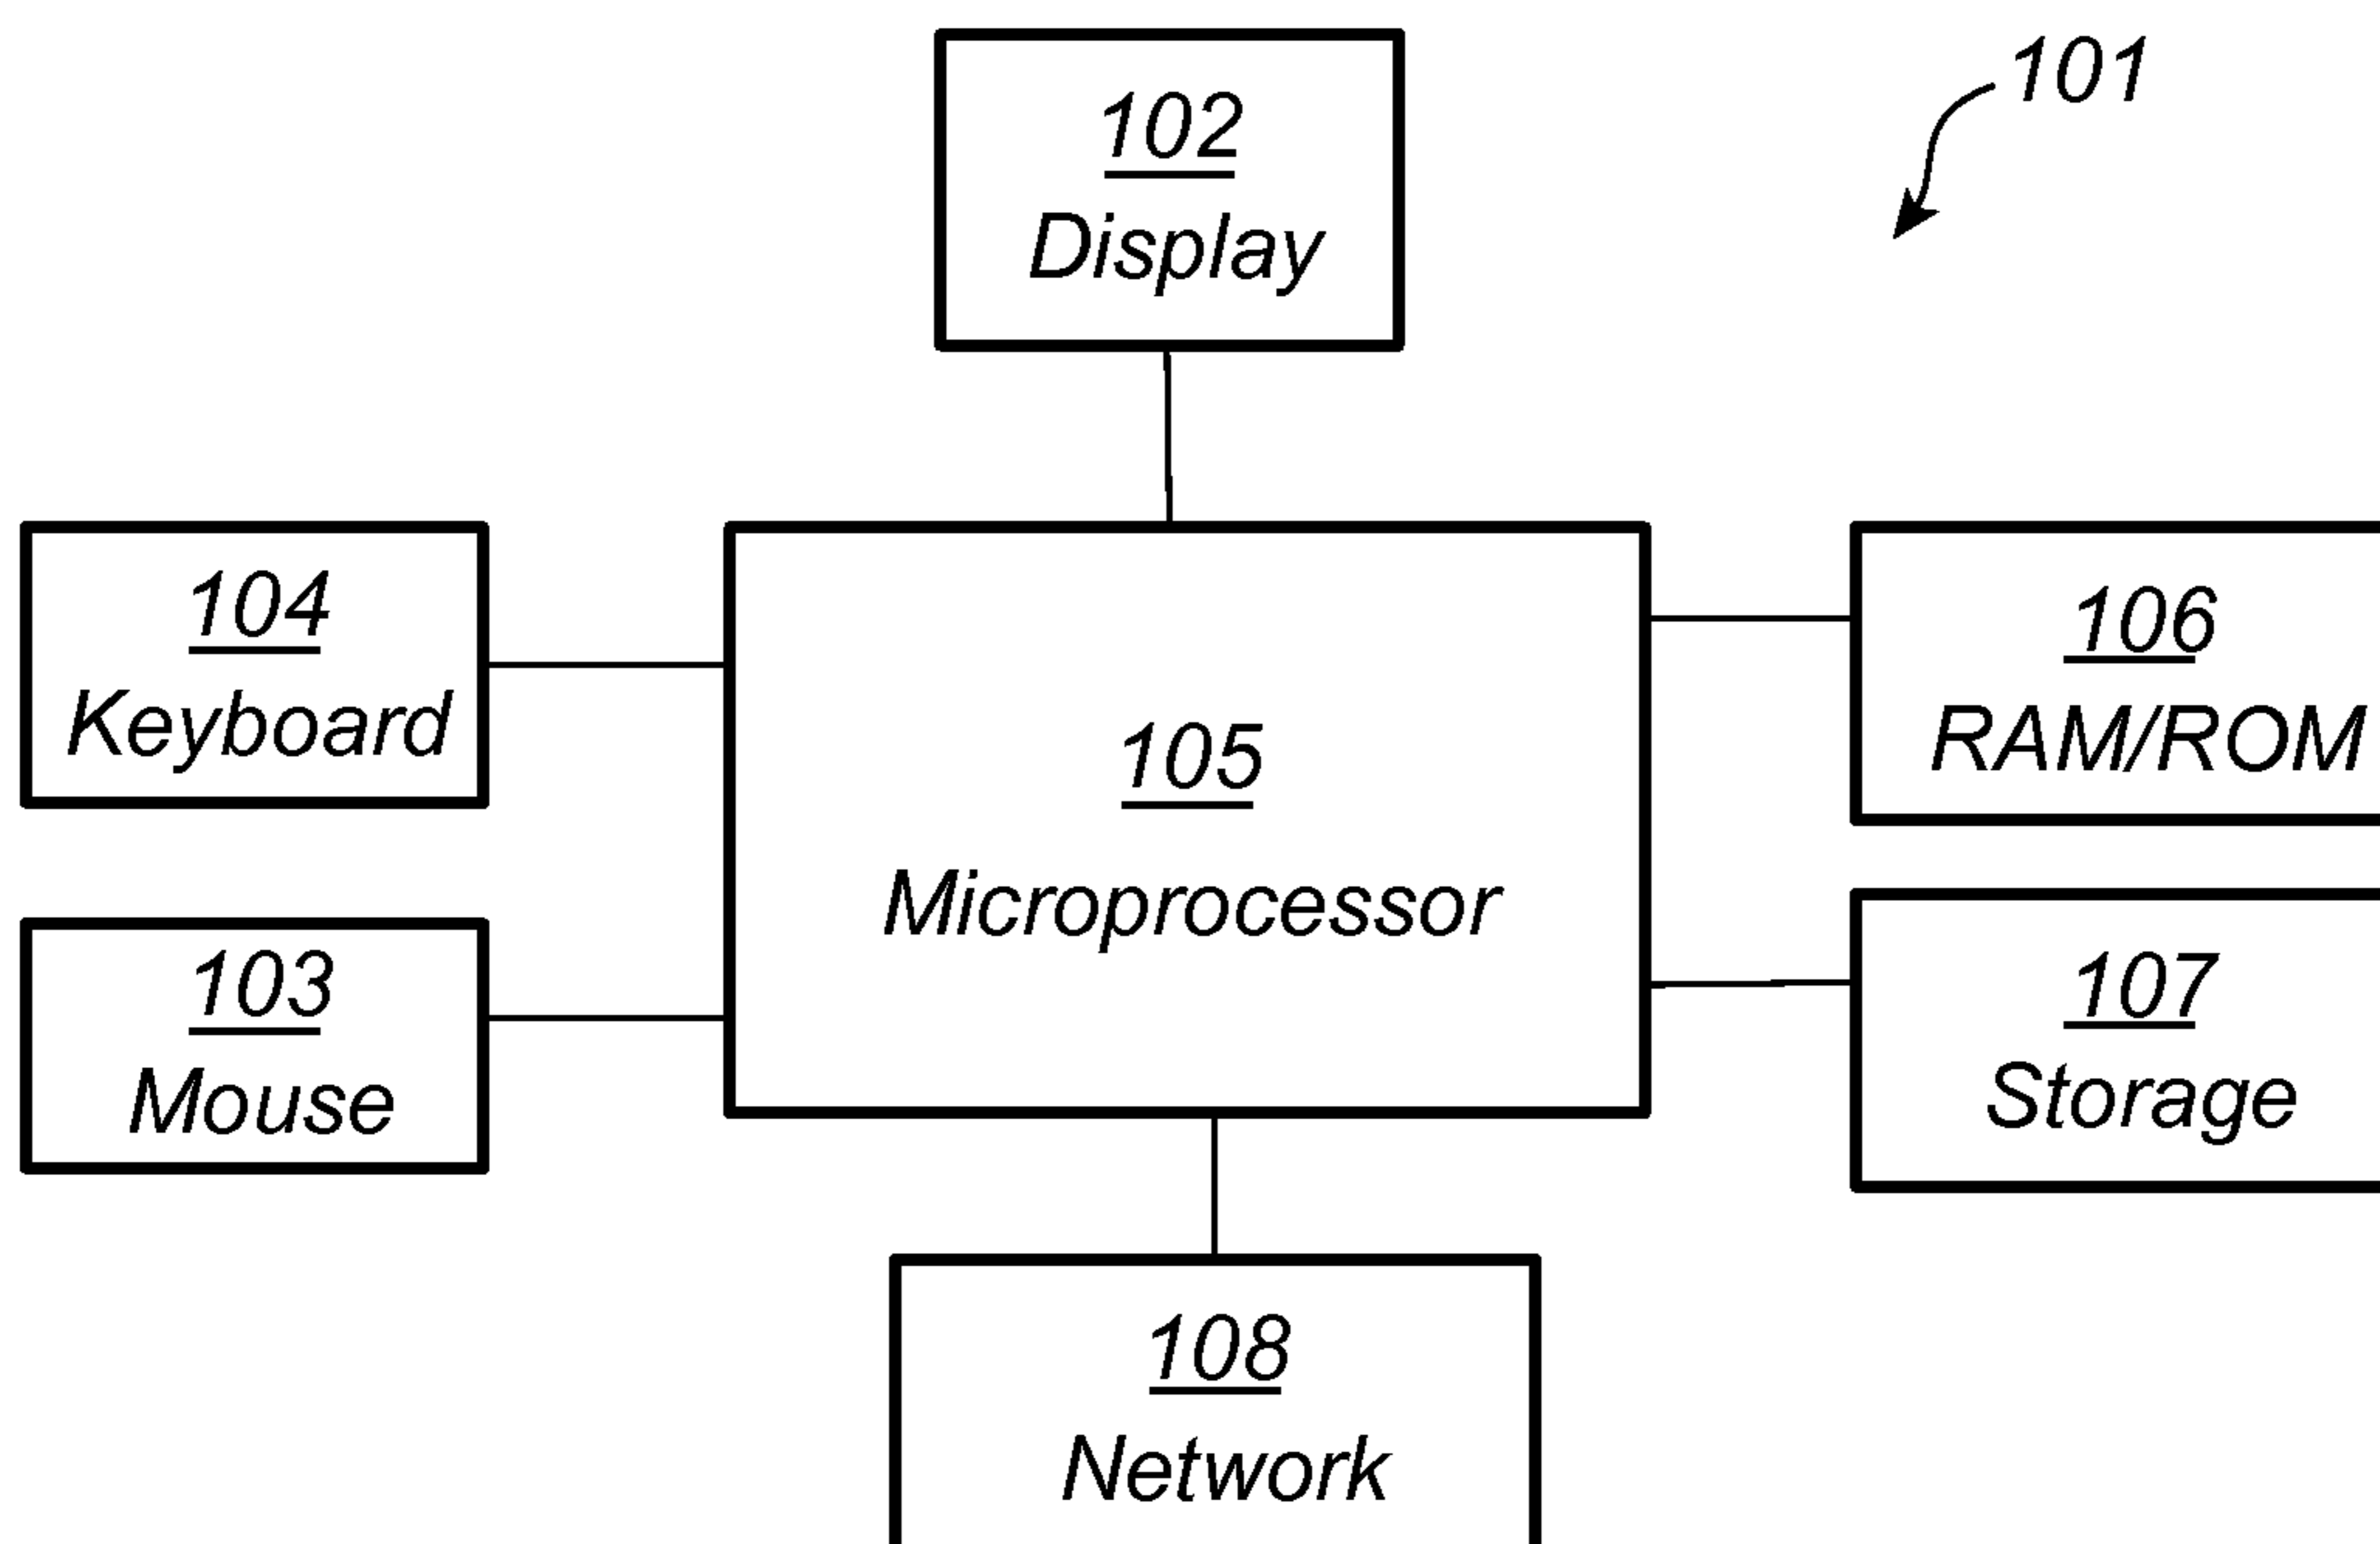 101
102
Display
104
Keyboard
105
Microprocessor
106
RAM/ROM
103
Mouse
107
Storage
108
Network